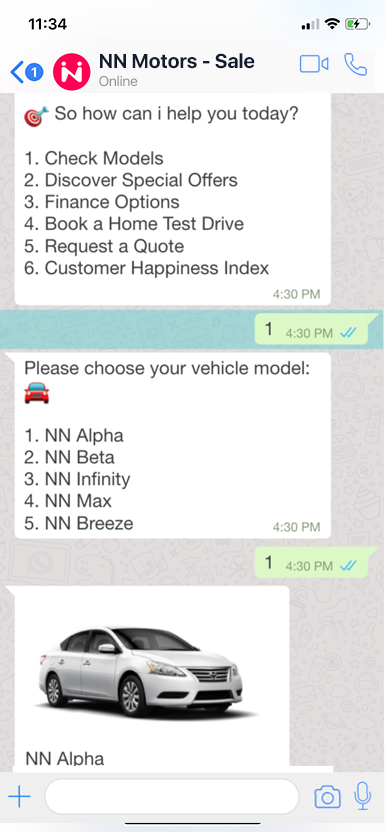 11:34
1
NN Motors - Sale
Online
So how can i help you today?
1. Check Models
2. Discover Special Offers
3. Finance Options
4. Book a Home Test Drive
5. Request a Quote
6. Customer Happiness Index
4:30 PM
1 4:30 PM
Please choose your vehicle model:
1. NN Alpha
2. NN Beta
3. NN Infinity
4. NN Max
5. NN Breeze
4:30 PM
1 4:30 PM
NN Alpha